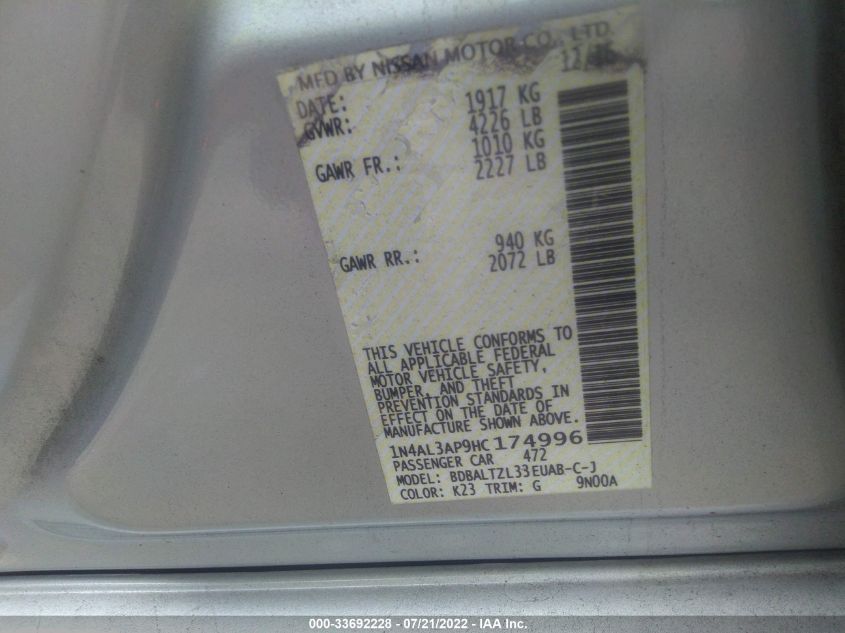 MFD BY NISSAN MOTOR CO., LTD.
DATE: 12/16
GVWR: 1917 KG
4226 LB
GAWR FR.: 1010 KG
2227 LB
GAWR RR.: 940 KG
2072 LB
THIS VEHICLE CONFORMS TO
ALL APPLICABLE FEDERAL
MOTOR VEHICLE SAFETY,
BUMPER, AND THEFT
PREVENTION STANDARDS IN
EFFECT ON THE DATE OF
MANUFACTURE SHOWN ABOVE.
1N4AL3AP9HC174996
PASSENGER CAR 472
MODEL: BDBALTZL33EUAB-C-J
COLOR: K23 TRIM: G 9N00A
000-33692228 - 07/21/2022 - IAA Inc.